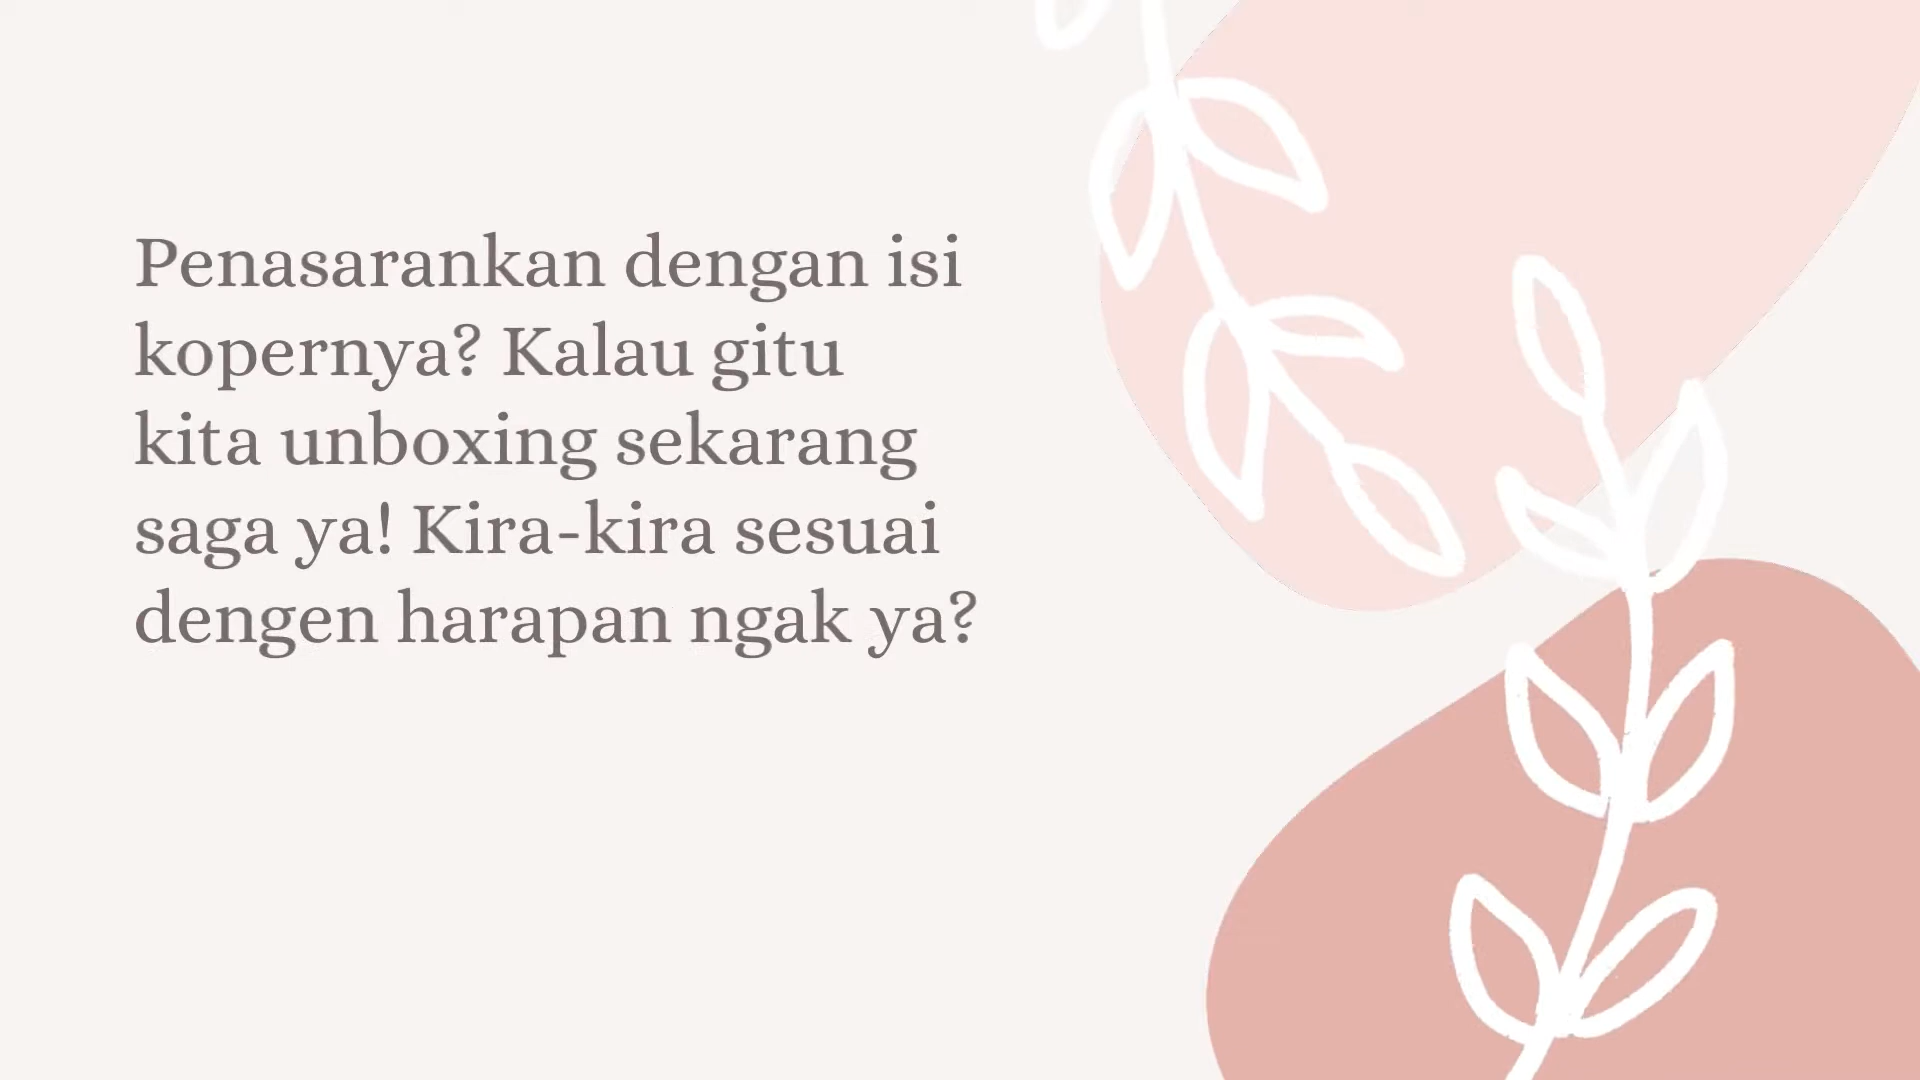 Penasarankan dengan isi
kopernya? Kalau gitu
kita unboxing sekarang
saga ya! Kira-kira sesuai
dengen harapan ngak ya?